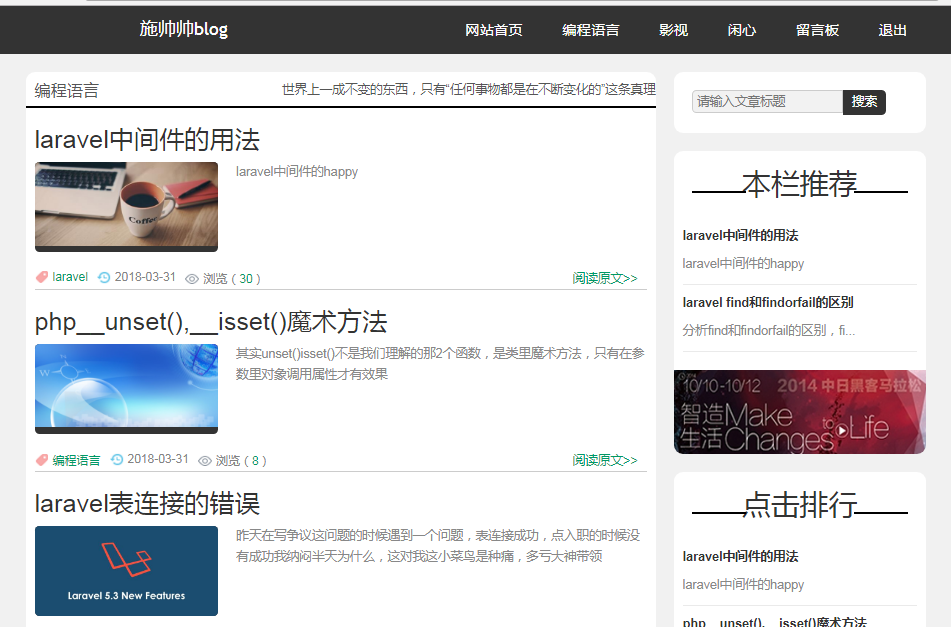 施帅帅blog
网站首页 编程语言 影视 闲心 留言板 退出
编程语言 世界上一成不变的东西，只有“任何事物都是在不断变化的”这条真理
laravel中间件的用法
laravel中间件的happy
Coffee
laravel 2018-03-31 浏览 ( 30 ) 阅读原文>>
php__unset(),__isset()魔术方法
其实unset()isset()不是我们理解的那2个函数，是类里魔术方法，只有在参
数里对象调用属性才有效果
编程语言 2018-03-31 浏览 ( 8 ) 阅读原文>>
laravel表连接的错误
昨天在写争议这问题的时候遇到一个问题，表连接成功，点入职的时候没
有成功我纳闷半天为什么，这对我这小菜鸟是种痛，多亏大神带领
Laravel 5.3 New Features
请输入文章标题 搜索
本栏推荐
laravel中间件的用法
laravel中间件的happy
laravel find和findorfail的区别
分析find和findorfail的区别，fi...
10/10-10/12 2014 中日黑客马拉松
智造Make
生活Changes to Life
点击排行
laravel中间件的用法
laravel中间件的happy
php__unset(),__isset()魔术方法